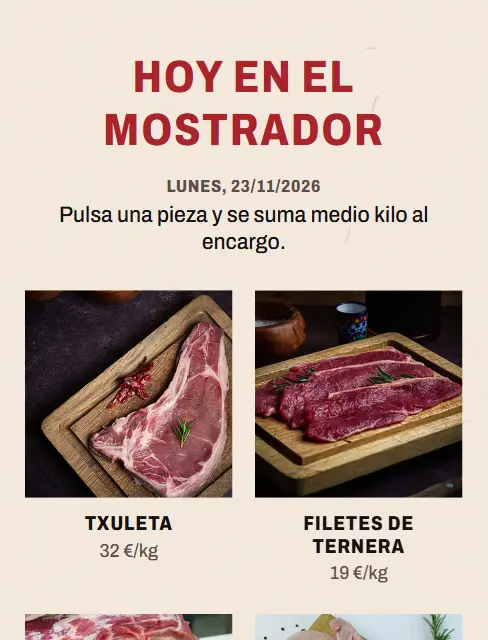 HOY EN EL
MOSTRADOR
LUNES, 23/11/2026
Pulsa una pieza y se suma medio kilo al
encargo.
TXULETA
32 €/kg
FILETES DE
TERNERA
19 €/kg